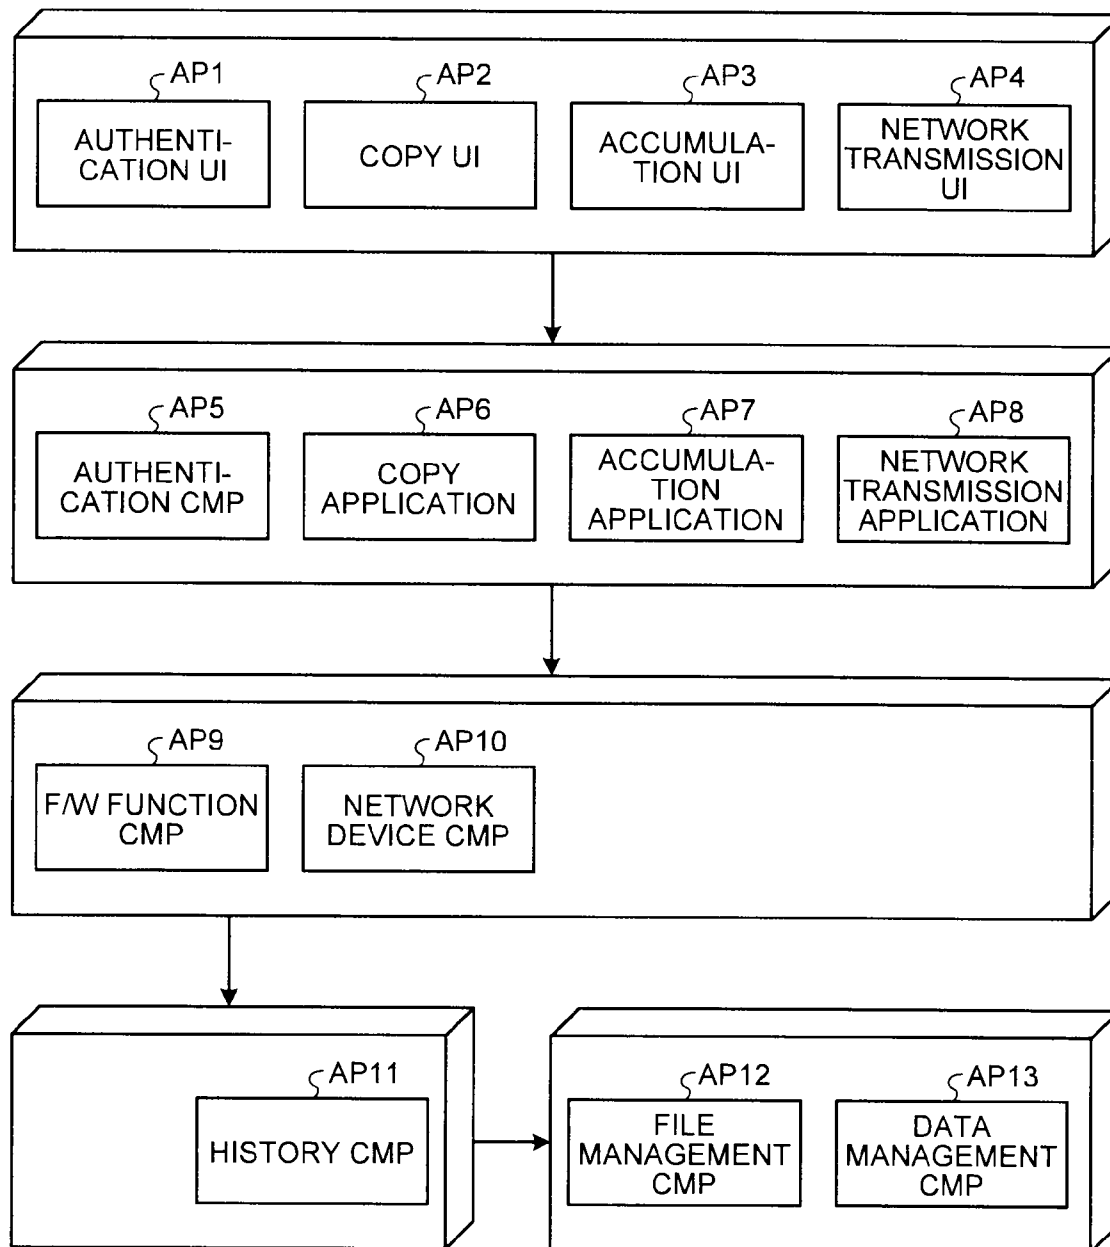 AP1
AP2
AP3
AP4
AUTHENTI-
CATION UI
COPY UI
ACCUMULA-
TION UI
NETWORK
TRANSMISSION
UI
AP5
AP6
AP7
AP8
AUTHENTI-
CATION CMP
COPY
APPLICATION
ACCUMULA-
TION
APPLICATION
NETWORK
TRANSMISSION
APPLICATION
AP9
AP10
F/W FUNCTION
CMP
NETWORK
DEVICE CMP
AP11
HISTORY CMP
AP12
AP13
FILE
MANAGEMENT
CMP
DATA
MANAGEMENT
CMP